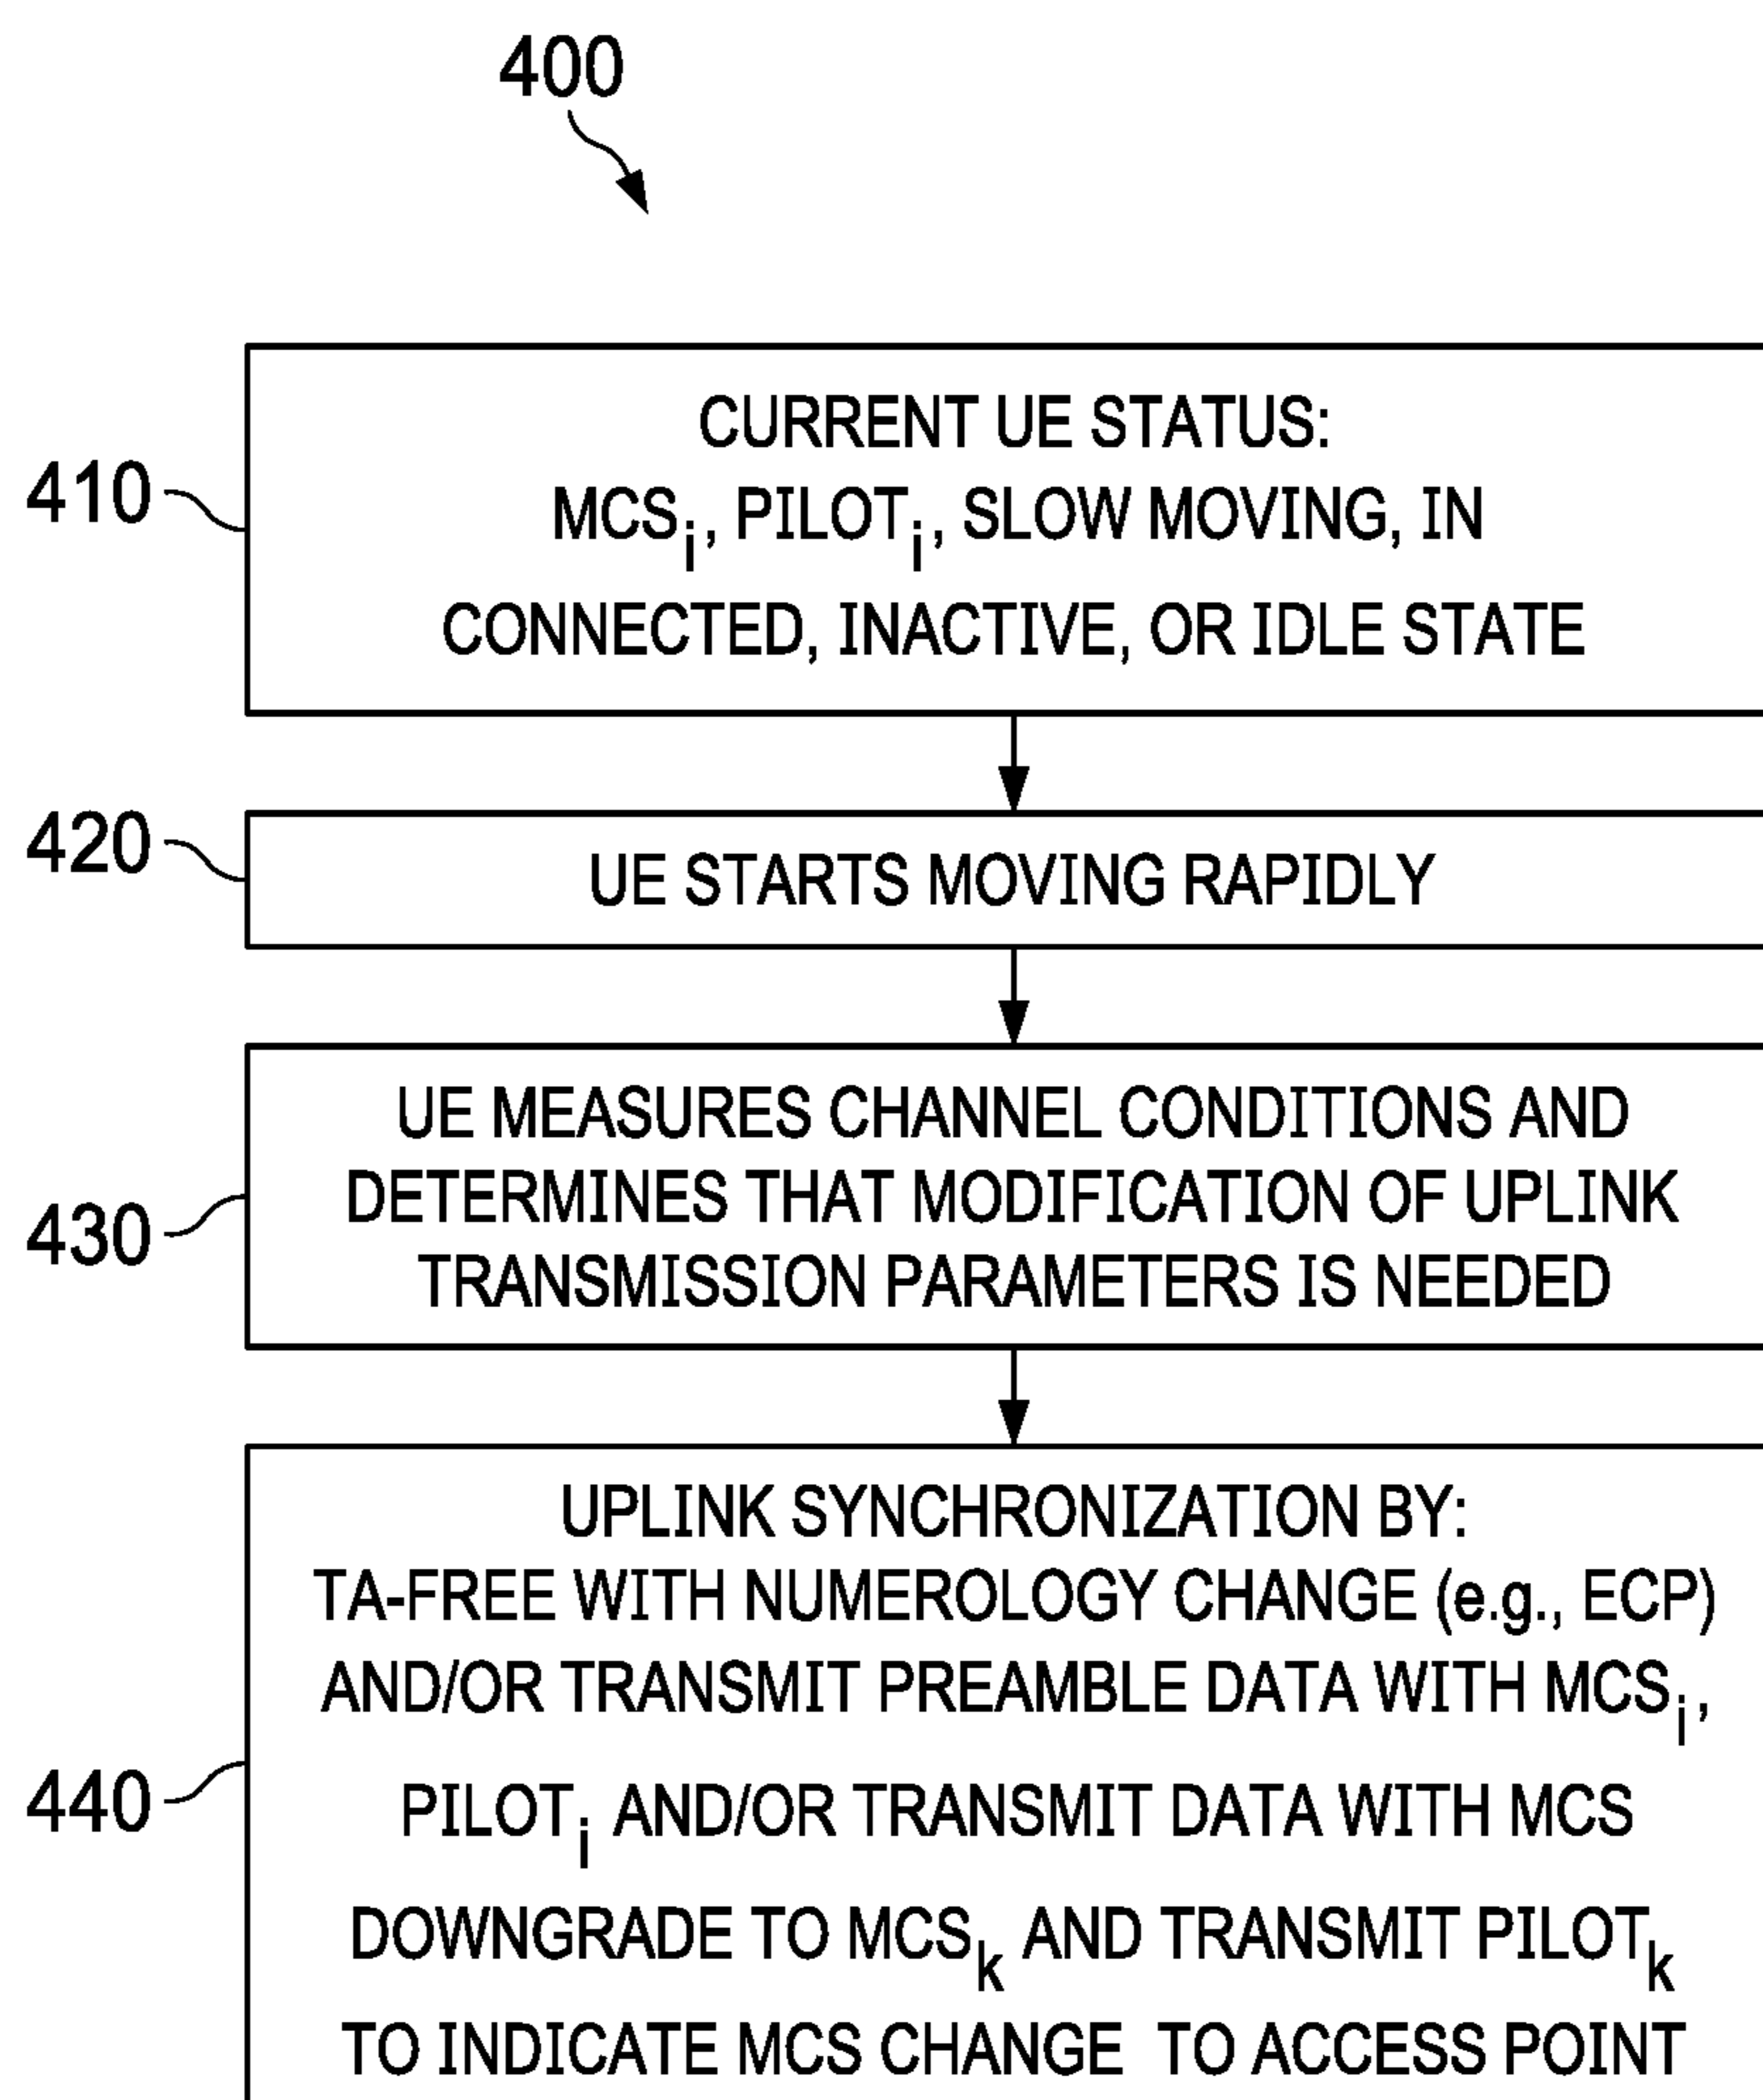 400
410
CURRENT UE STATUS:
MCSi, PILOTi, SLOW MOVING, IN
CONNECTED, INACTIVE, OR IDLE STATE
420
UE STARTS MOVING RAPIDLY
430
UE MEASURES CHANNEL CONDITIONS AND
DETERMINES THAT MODIFICATION OF UPLINK
TRANSMISSION PARAMETERS IS NEEDED
440
UPLINK SYNCHRONIZATION BY:
TA-FREE WITH NUMEROLOGY CHANGE (e.g., ECP)
AND/OR TRANSMIT PREAMBLE DATA WITH MCSi,
PILOTi AND/OR TRANSMIT DATA WITH MCS
DOWNGRADE TO MCSk AND TRANSMIT PILOTk
TO INDICATE MCS CHANGE TO ACCESS POINT